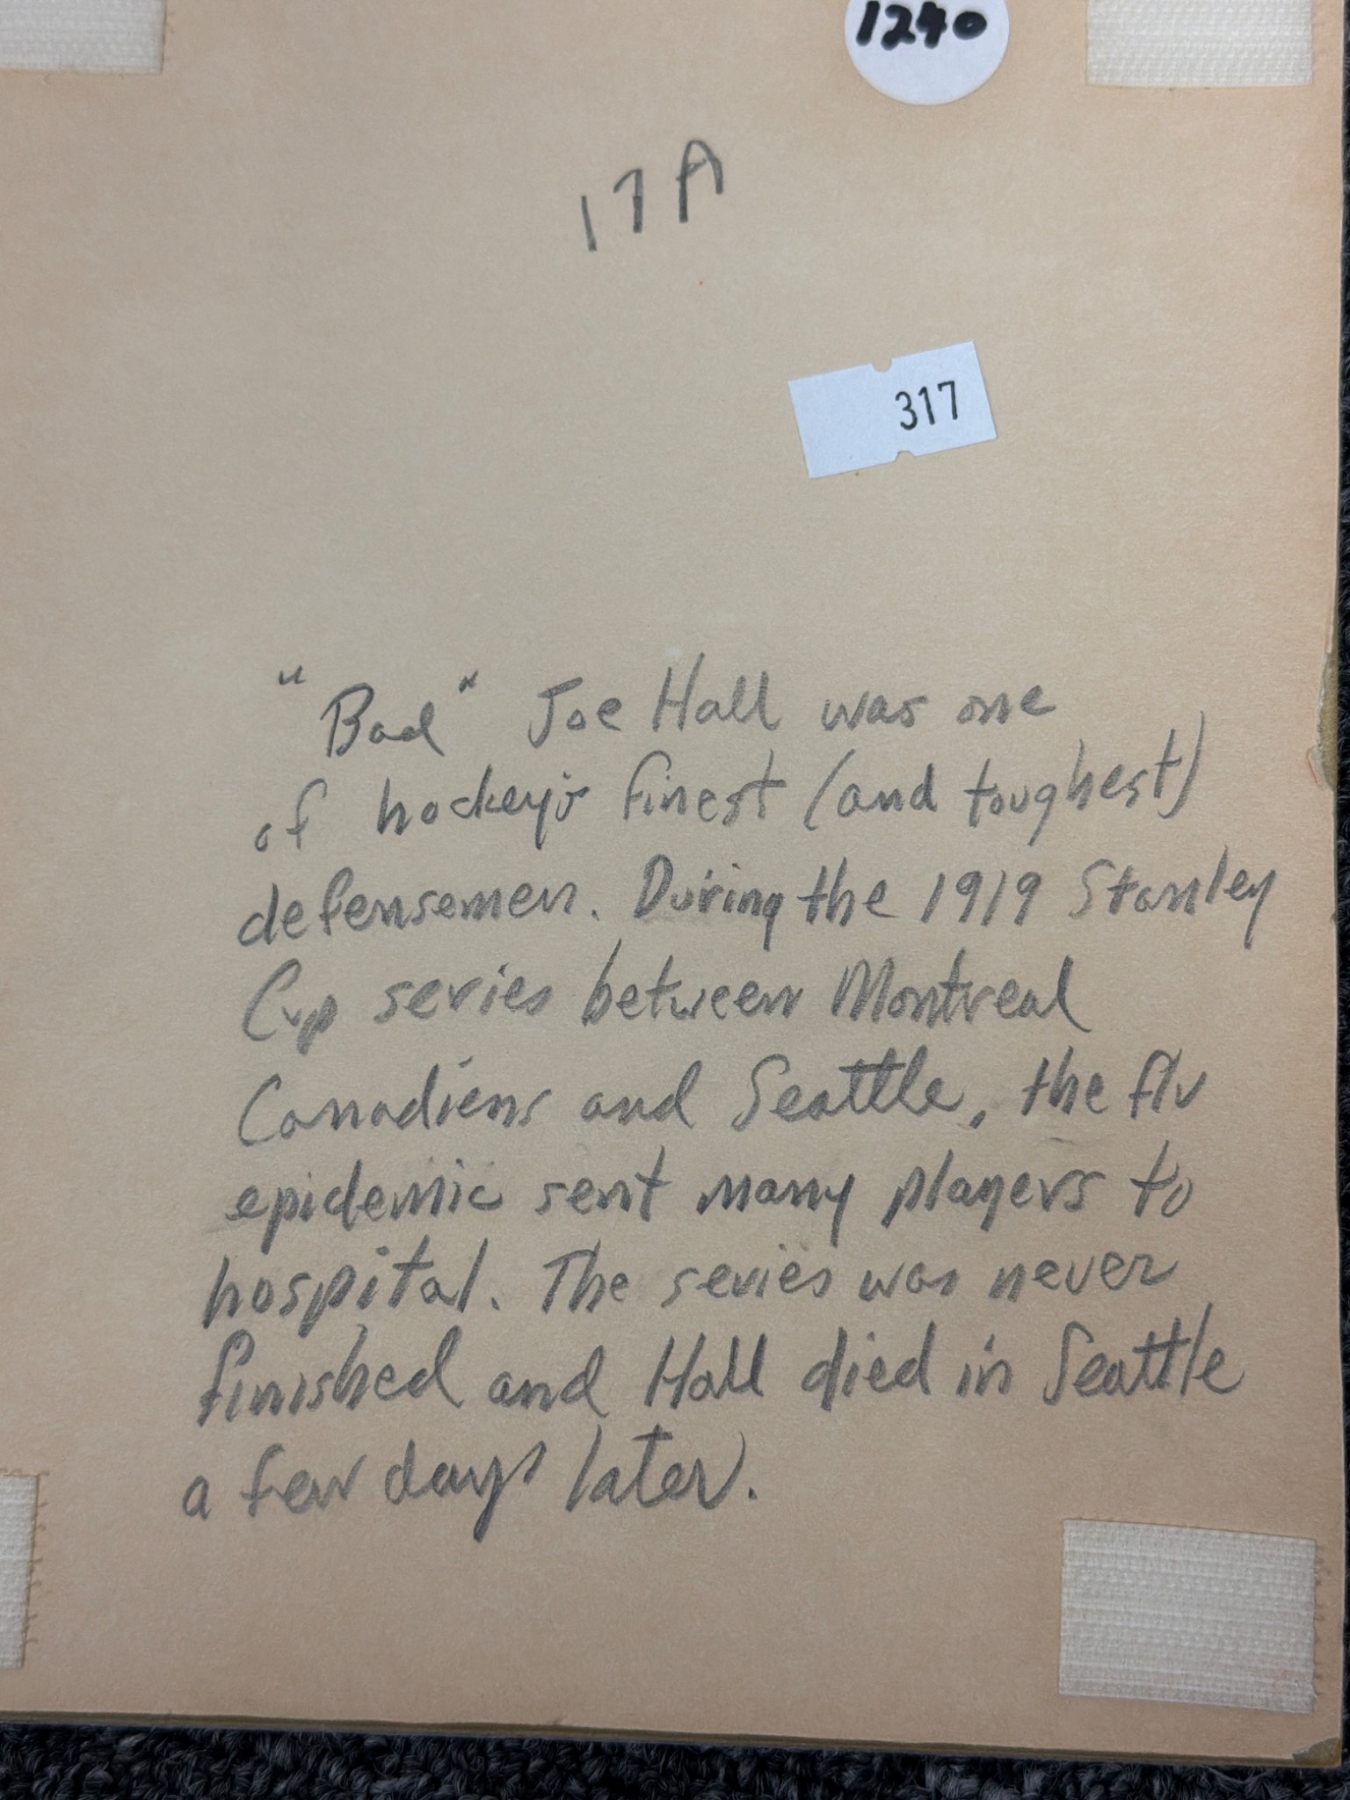 1240
17A
317
"Bad" Joe Hall was one
of hockey's finest (and toughest)
defensemen. During the 1919 Stanley
Cup series between Montreal
Canadiens and Seattle, the flu
epidemic sent many players to
hospital. The series was never
finished and Hall died in Seattle
a few days later.